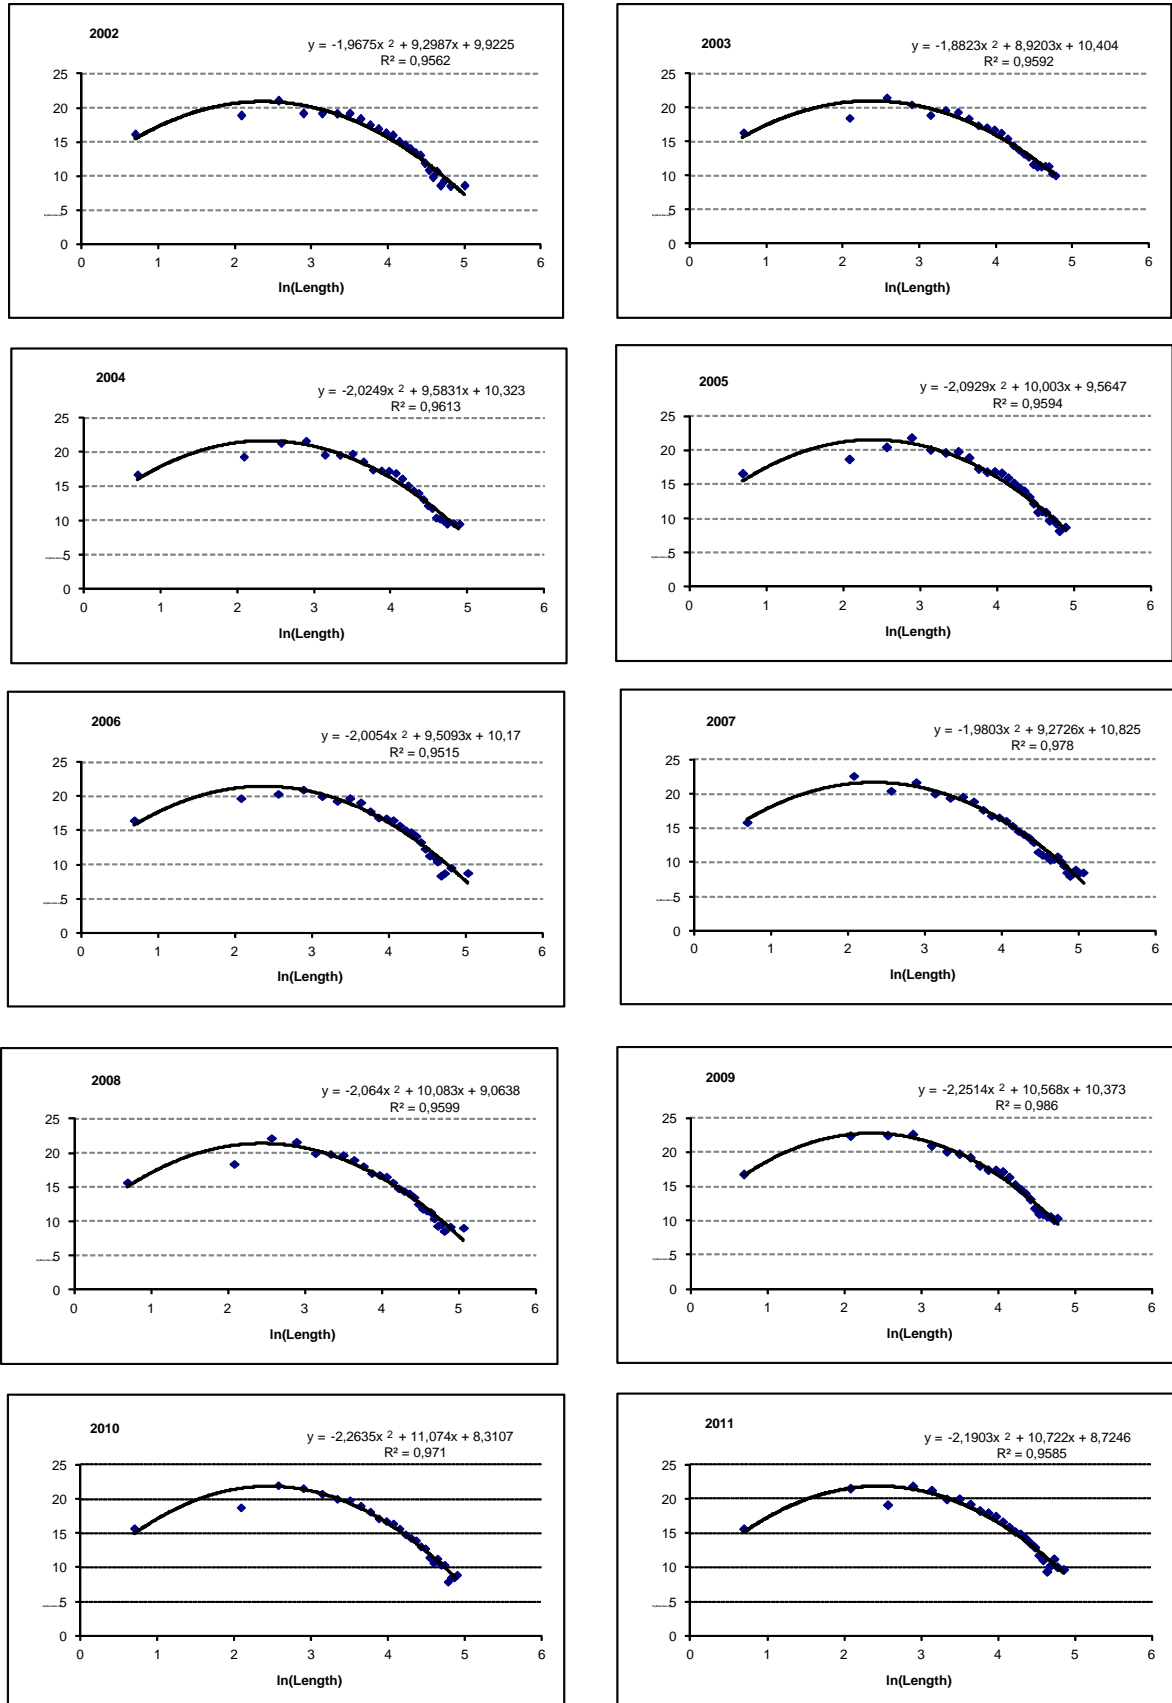 2002
y = -1,9675x 2 + 9,2987x + 9,9225
R² = 0,9562
25
20
15
10
5
0
0 1 2 3 4 5 6
ln(Length)
2003
y = -1,8823x 2 + 8,9203x + 10,404
R² = 0,9592
25
20
15
10
5
0
0 1 2 3 4 5 6
ln(Length)
2004
y = -2,0249x 2 + 9,5831x + 10,323
R² = 0,9613
25
20
15
10
5
0
0 1 2 3 4 5 6
ln(Length)
2005
y = -2,0929x 2 + 10,003x + 9,5647
R² = 0,9594
25
20
15
10
5
0
0 1 2 3 4 5 6
ln(Length)
2006
y = -2,0054x 2 + 9,5093x + 10,17
R² = 0,9515
25
20
15
10
5
0
0 1 2 3 4 5 6
ln(Length)
2007
y = -1,9803x 2 + 9,2726x + 10,825
R² = 0,978
25
20
15
10
5
0
0 1 2 3 4 5 6
ln(Length)
2008
y = -2,064x 2 + 10,083x + 9,0638
R² = 0,9599
25
20
15
10
5
0
0 1 2 3 4 5 6
ln(Length)
2009
y = -2,2514x 2 + 10,568x + 10,373
R² = 0,986
25
20
15
10
5
0
0 1 2 3 4 5 6
ln(Length)
2010
y = -2,2635x 2 + 11,074x + 8,3107
R² = 0,971
25
20
15
10
5
0
0 1 2 3 4 5 6
ln(Length)
2011
y = -2,1903x 2 + 10,722x + 8,7246
R² = 0,9585
25
20
15
10
5
0
0 1 2 3 4 5 6
ln(Length)